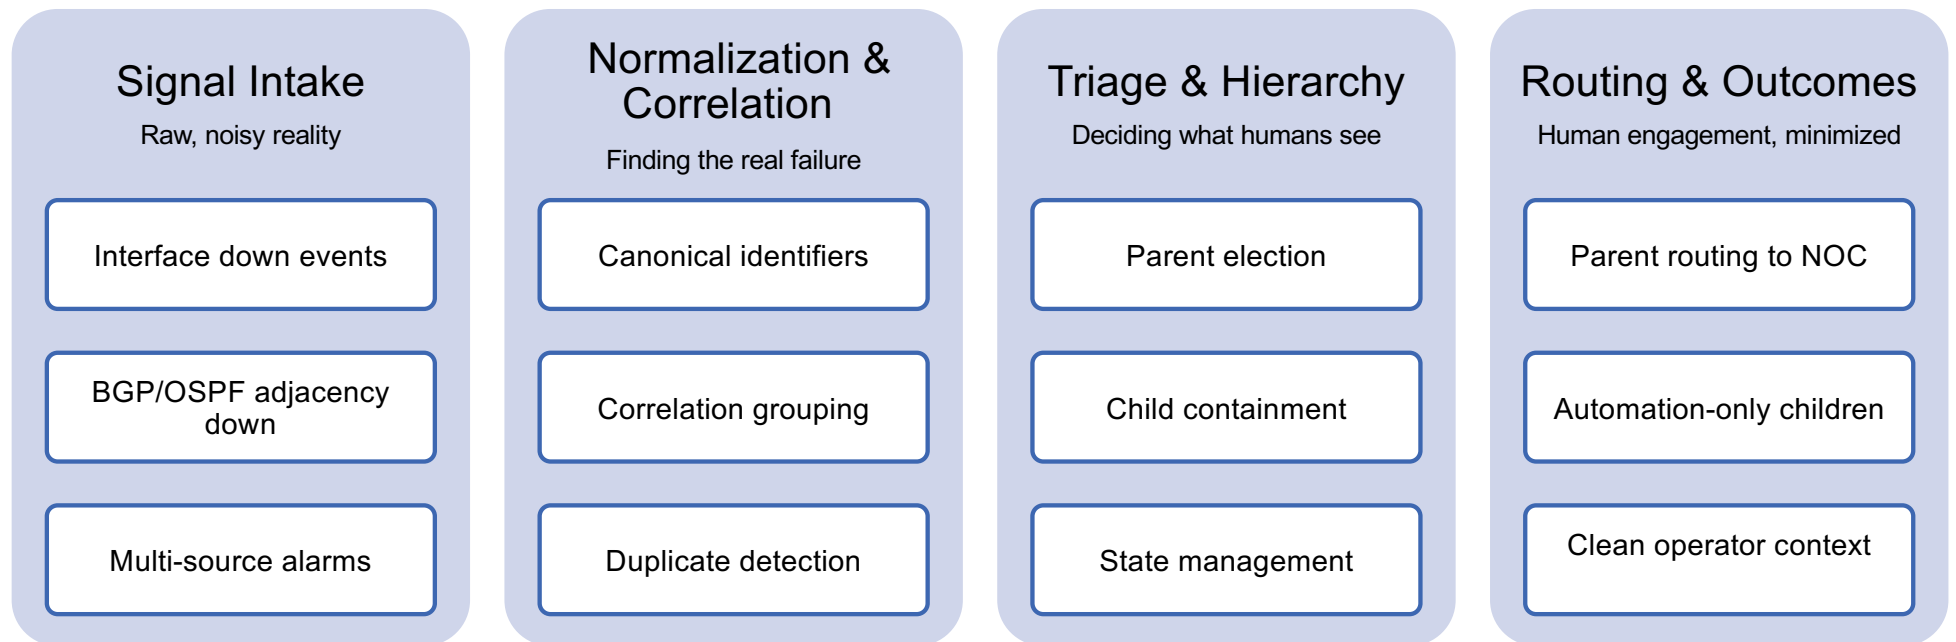 Signal Intake
Raw, noisy reality
Interface down events
BGP/OSPF adjacency
down
Multi-source alarms
Normalization &
Correlation
Finding the real failure
Canonical identifiers
Correlation grouping
Duplicate detection
Triage & Hierarchy
Deciding what humans see
Parent election
Child containment
State management
Routing & Outcomes
Human engagement, minimized
Parent routing to NOC
Automation-only children
Clean operator context